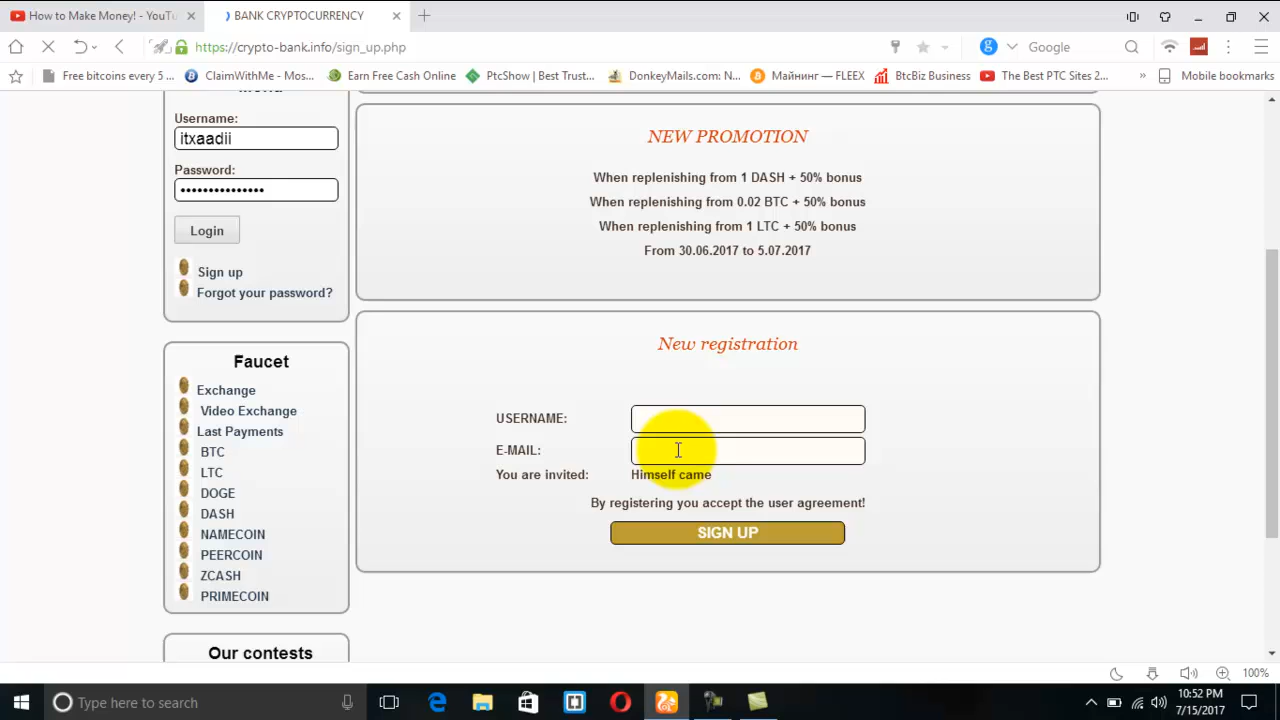 How to Make Money! - YouTu
BANK CRYPTOCURRENCY
https://crypto-bank.info/sign_up.php
Google
Free bitcoins every 5 ...
ClaimWithMe - Mos...
Earn Free Cash Online
PtcShow | Best Trust...
DonkeyMails.com: N...
Майнинг — FLEEX
BtcBiz Business
The Best PTC Sites 2...
Mobile bookmarks
Username:
itxaadii
Password:
•••••••••••••••
Login
Sign up
Forgot your password?
Faucet
Exchange
Video Exchange
Last Payments
BTC
LTC
DOGE
DASH
NAMECOIN
PEERCOIN
ZCASH
PRIMECOIN
Our contests
NEW PROMOTION
When replenishing from 1 DASH + 50% bonus
When replenishing from 0.02 BTC + 50% bonus
When replenishing from 1 LTC + 50% bonus
From 30.06.2017 to 5.07.2017
New registration
USERNAME:
E-MAIL:
You are invited: Himself came
By registering you accept the user agreement!
SIGN UP
100%
Type here to search
10:52 PM
7/15/2017